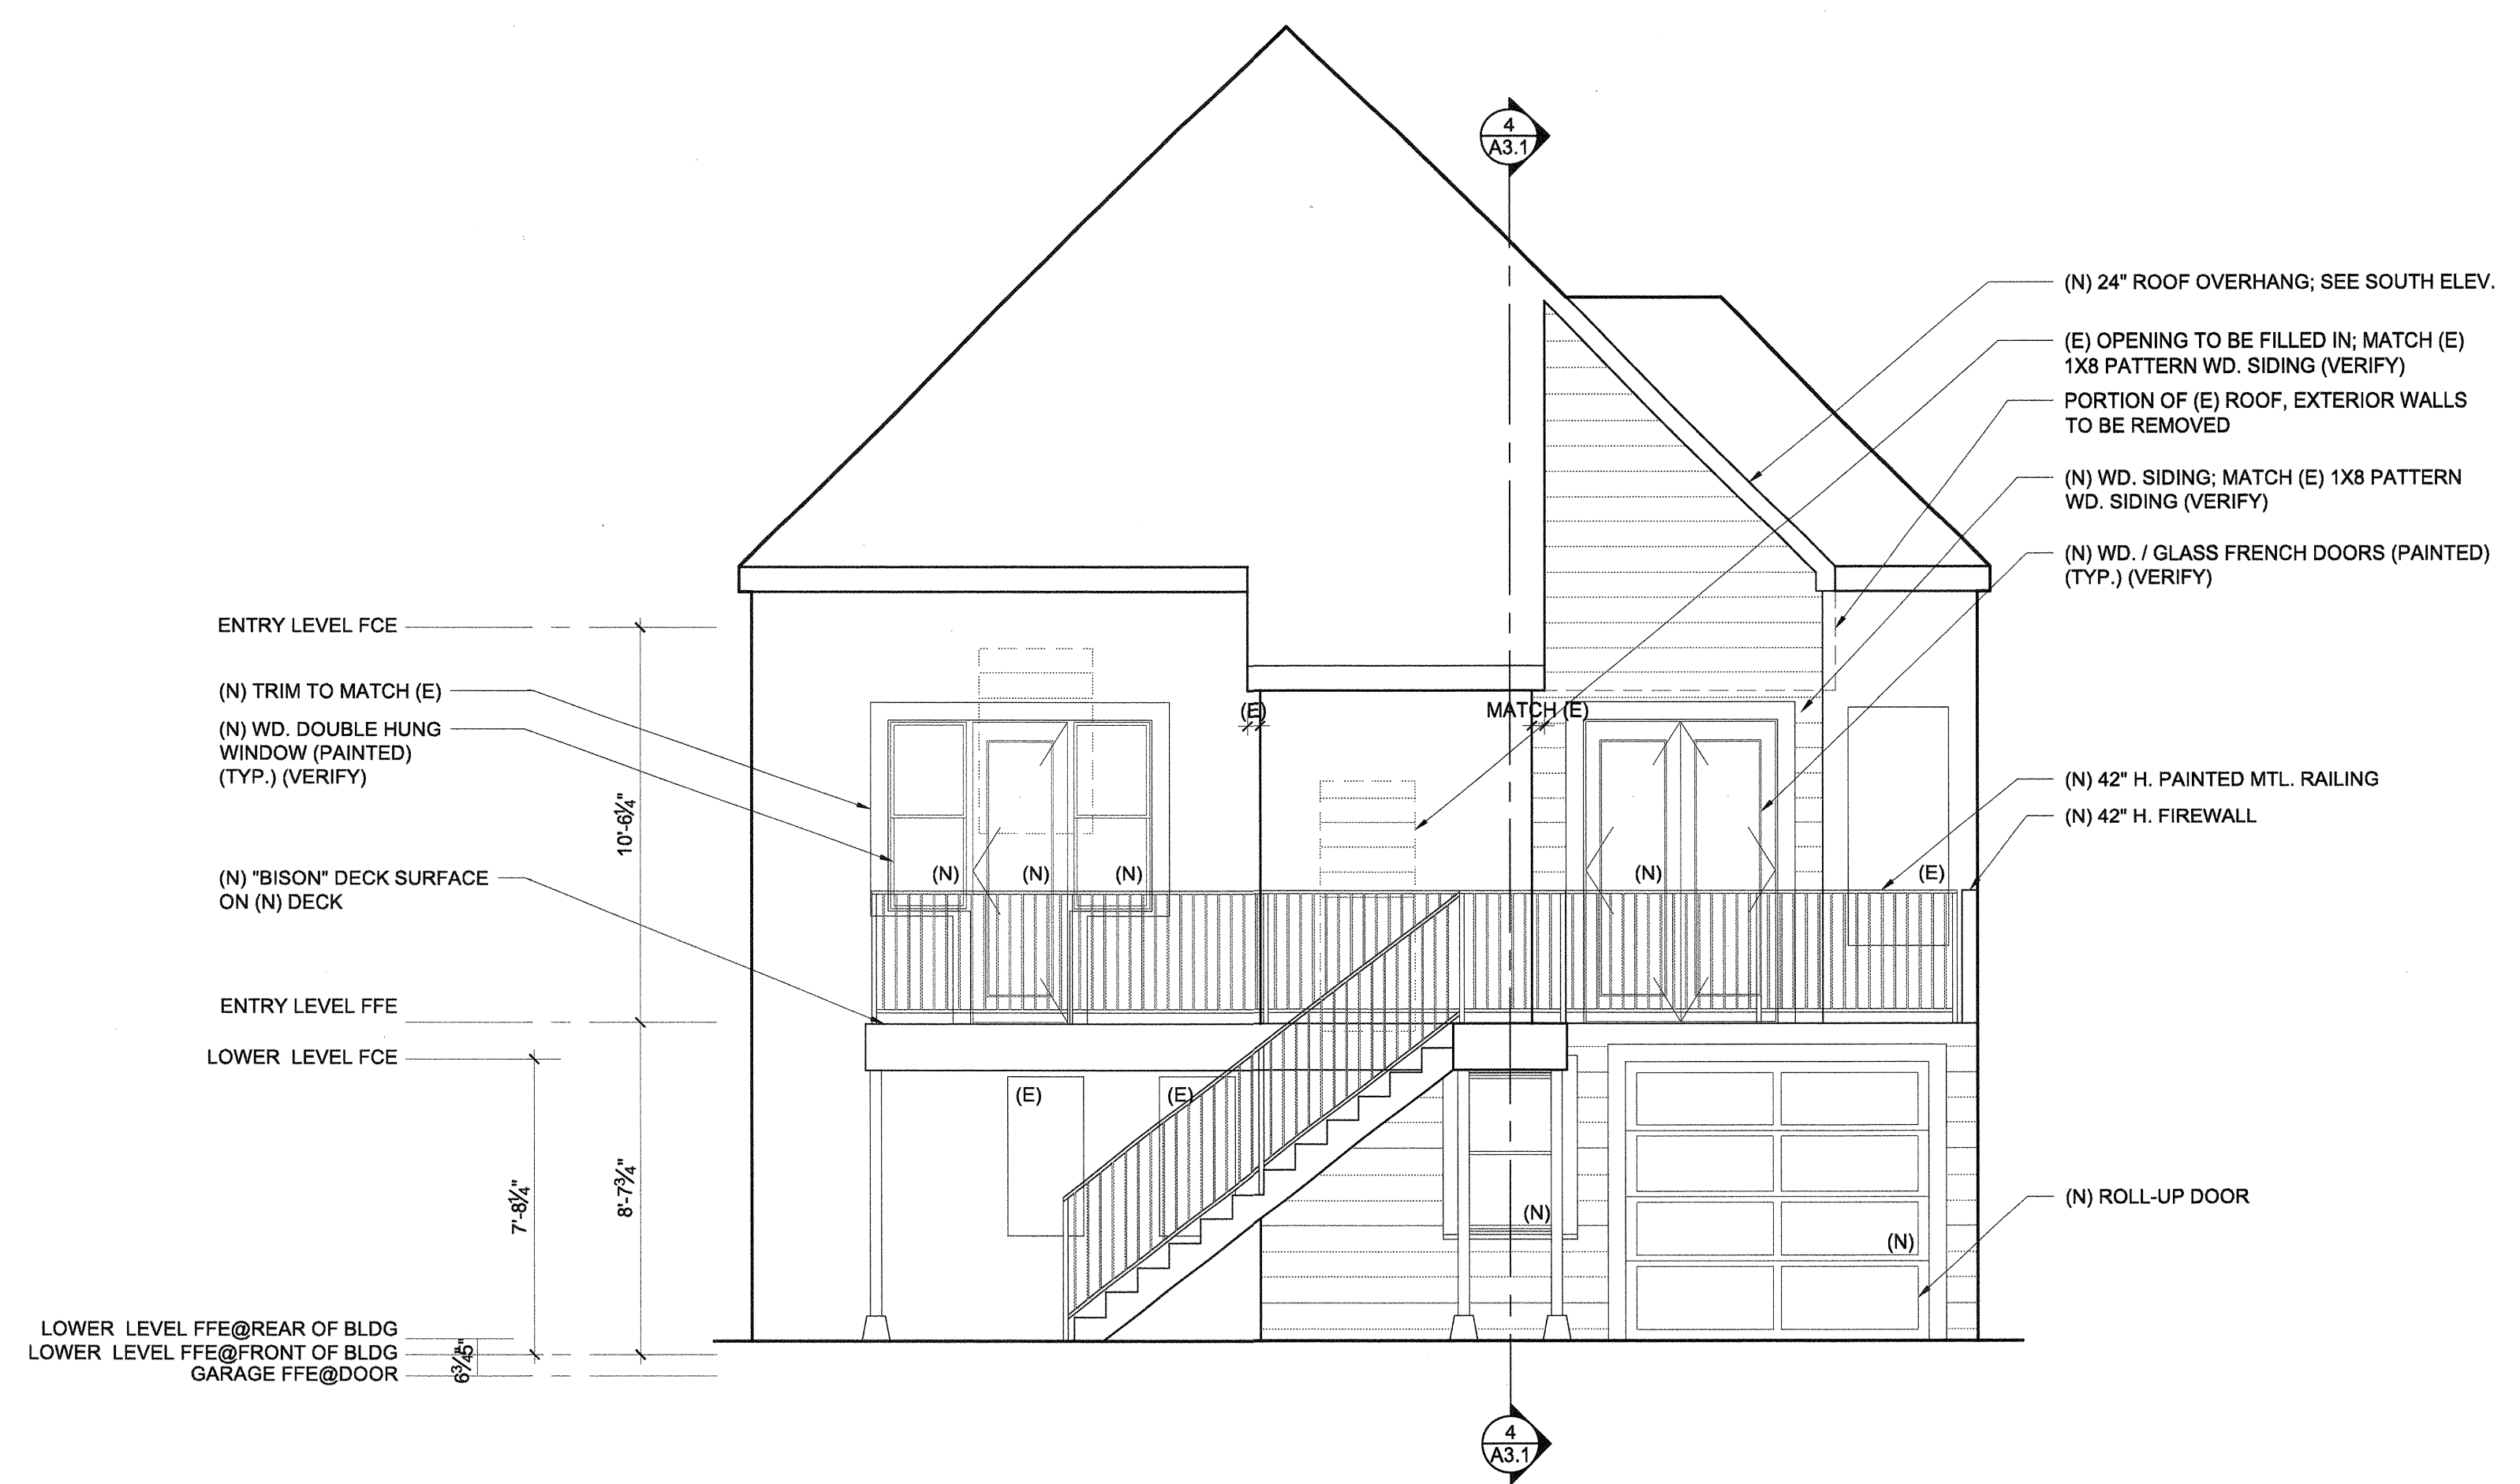 4
A3.1
(N) 24" ROOF OVERHANG; SEE SOUTH ELEV.
(E) OPENING TO BE FILLED IN; MATCH (E)
1X8 PATTERN WD. SIDING (VERIFY)
PORTION OF (E) ROOF, EXTERIOR WALLS
TO BE REMOVED
(N) WD. SIDING; MATCH (E) 1X8 PATTERN
WD. SIDING (VERIFY)
(N) WD. / GLASS FRENCH DOORS (PAINTED)
(TYP.) (VERIFY)
ENTRY LEVEL FCE
(N) TRIM TO MATCH (E)
(N) WD. DOUBLE HUNG
WINDOW (PAINTED)
(TYP.) (VERIFY)
(E)
MATCH (E)
(N) 42" H. PAINTED MTL. RAILING
(N) 42" H. FIREWALL
10'-6¼"
(N) "BISON" DECK SURFACE
ON (N) DECK
(N)
(N)
(N)
(N)
(E)
ENTRY LEVEL FFE
LOWER LEVEL FCE
(E)
(E)
7'-8¼"
8'-7¾"
(N)
(N)
(N) ROLL-UP DOOR
LOWER LEVEL FFE@REAR OF BLDG
LOWER LEVEL FFE@FRONT OF BLDG
GARAGE FFE@DOOR
4
A3.1